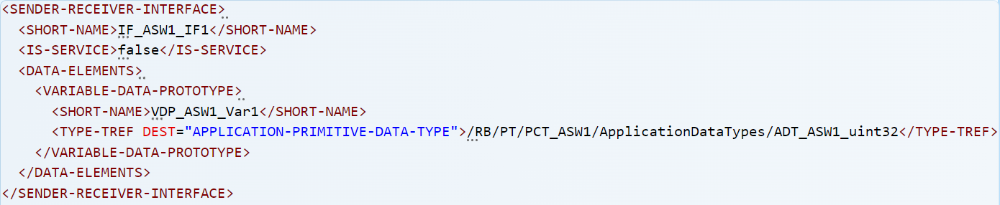 <SENDER-RECEIVER-INTERFACE>
<SHORT-NAME>IF_ASW1_IF1</SHORT-NAME>
<IS-SERVICE>false</IS-SERVICE>
<DATA-ELEMENTS>
<VARIABLE-DATA-PROTOTYPE>
<SHORT-NAME>VDP_ASW1_Var1</SHORT-NAME>
<TYPE-TREF DEST="APPLICATION-PRIMITIVE-DATA-TYPE">/RB/PT/PCT_ASW1/ApplicationDataTypes/ADT_ASW1_uint32</TYPE-TREF>
</VARIABLE-DATA-PROTOTYPE>
</DATA-ELEMENTS>
</SENDER-RECEIVER-INTERFACE>